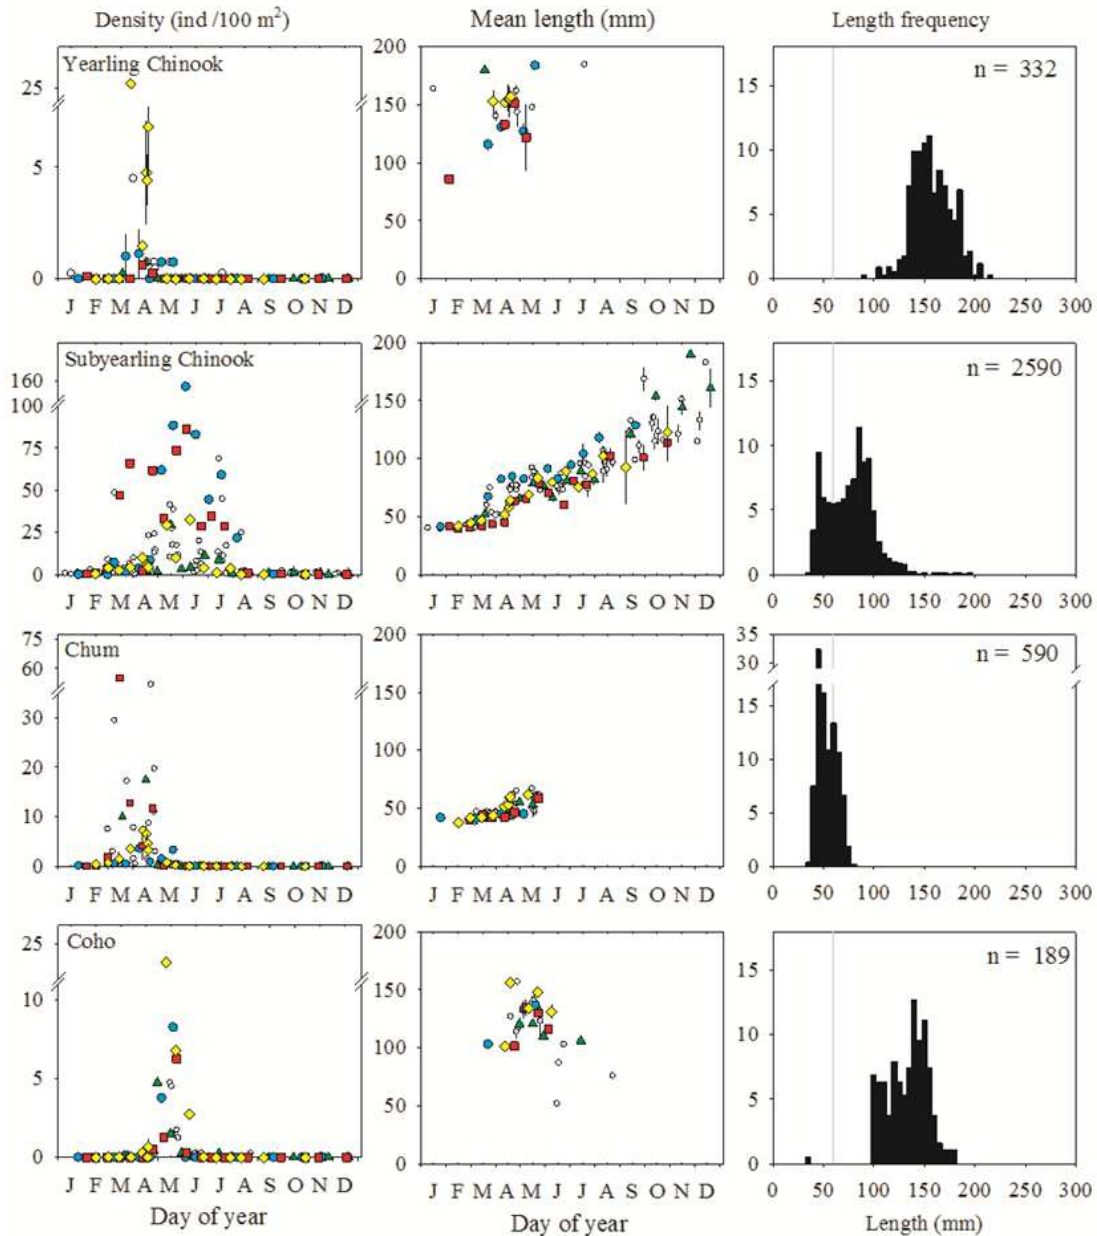 Density (ind /100 m²) Mean length (mm) Length frequency
Yearling Chinook
n = 332
25
5
0
200
150
100
50
0
15
10
5
0
J F M A M J J A S O N D
J F M A M J J A S O N D
0 50 100 150 200 250 300
Subyearling Chinook
n = 2590
160
100
75
50
25
0
200
150
100
50
0
15
10
5
0
J F M A M J J A S O N D
J F M A M J J A S O N D
0 50 100 150 200 250 300
Chum
n = 590
75
60
30
20
10
0
200
150
100
50
0
35
30
15
10
5
0
J F M A M J J A S O N D
J F M A M J J A S O N D
0 50 100 150 200 250 300
Coho
n = 189
25
10
5
0
200
150
100
50
0
15
10
5
0
J F M A M J J A S O N D
J F M A M J J A S O N D
0 50 100 150 200 250 300
Day of year Day of year Length (mm)